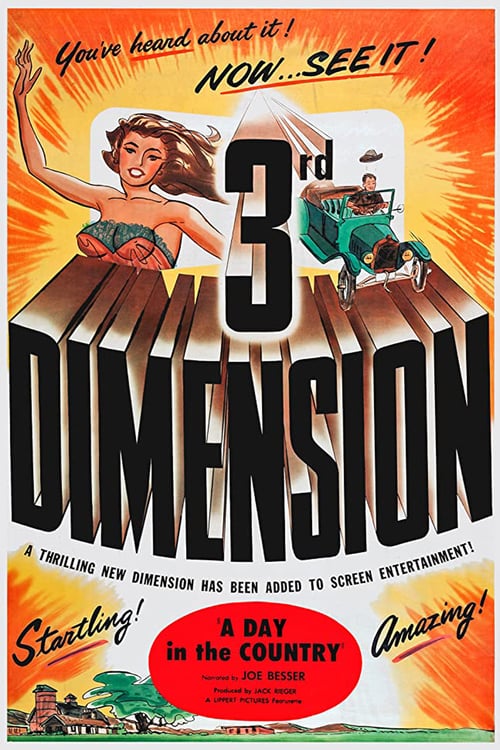 You've heard about it!
NOW...SEE IT!
3rd
DIMENSION
A THRILLING NEW DIMENSION HAS BEEN ADDED TO SCREEN ENTERTAINMENT!
Startling!
Amazing!
"A DAY
in the COUNTRY"
Narrated by JOE BESSER
Produced by JACK RIEGER
A LIPPERT PICTURES Featurette